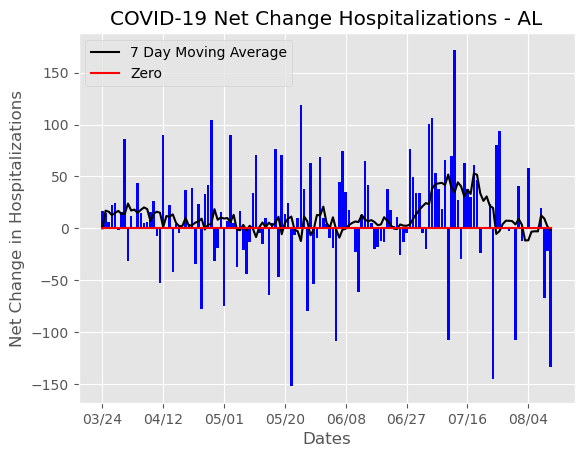 COVID-19 Net Change Hospitalizations - AL
7 Day Moving Average
Zero
Net Change in Hospitalizations
150
100
50
0
−50
−100
−150
03/24 04/12 05/01 05/20 06/08 06/27 07/16 08/04
Dates